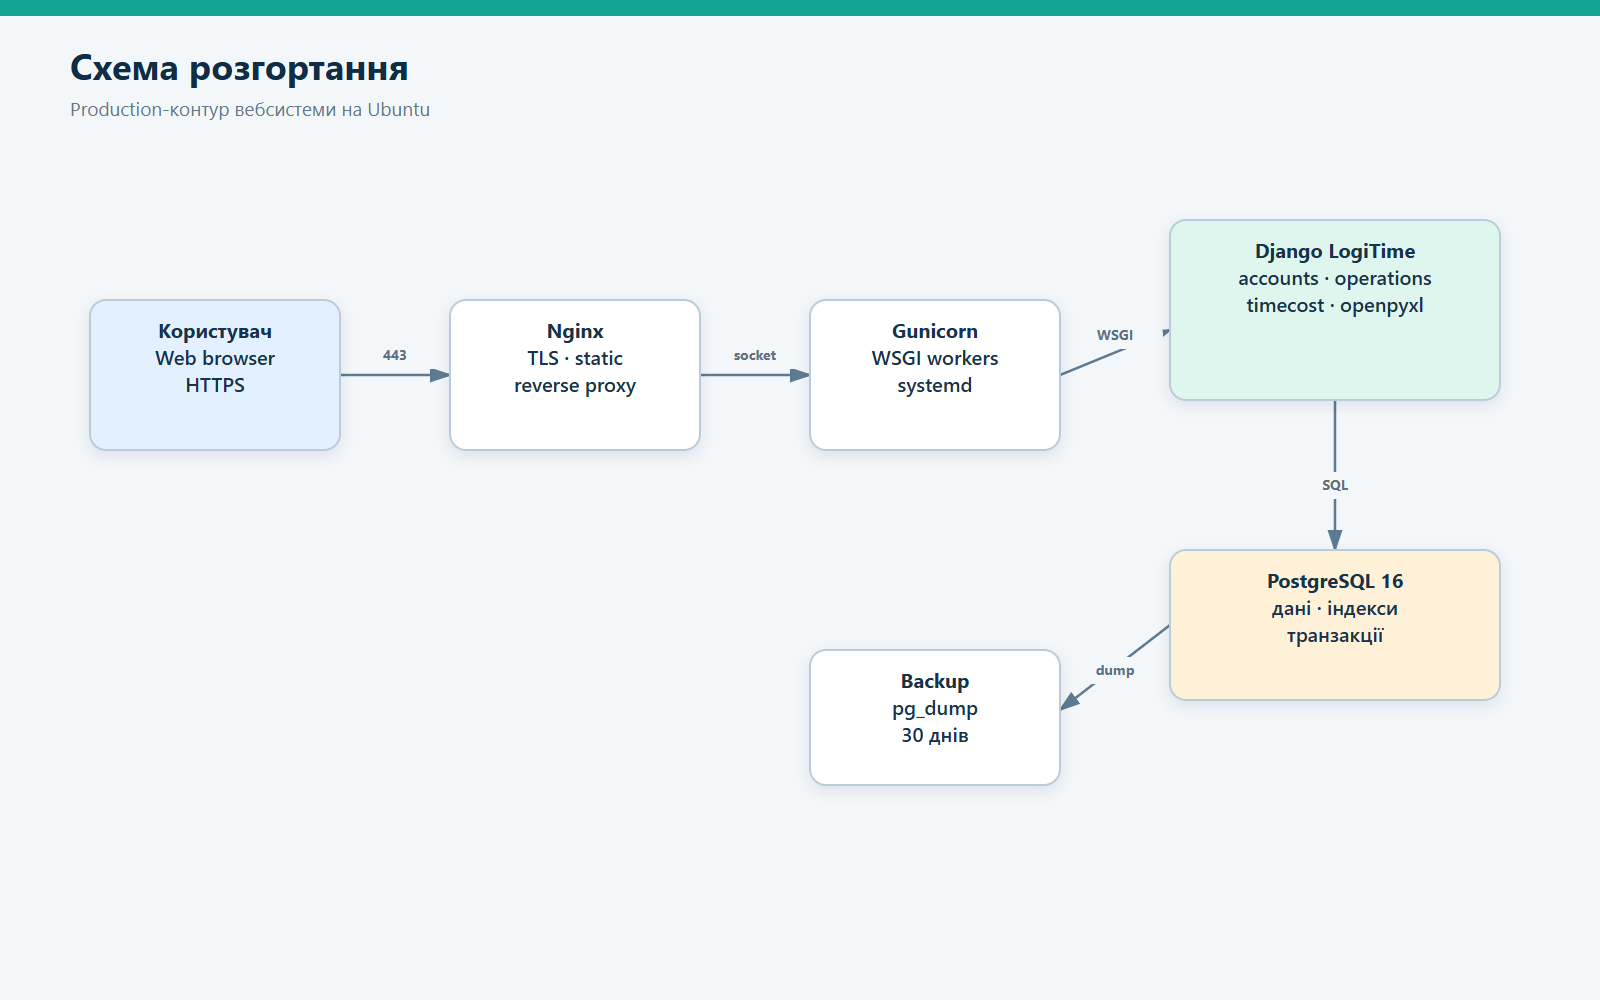 Схема розгортання
Production-контур вебсистеми на Ubuntu
Користувач
Web browser
HTTPS
443
Nginx
TLS · static
reverse proxy
socket
Gunicorn
WSGI workers
systemd
WSGI
Django LogiTime
accounts · operations
timecost · openpyxl
SQL
PostgreSQL 16
дані · індекси
транзакції
dump
Backup
pg_dump
30 днів